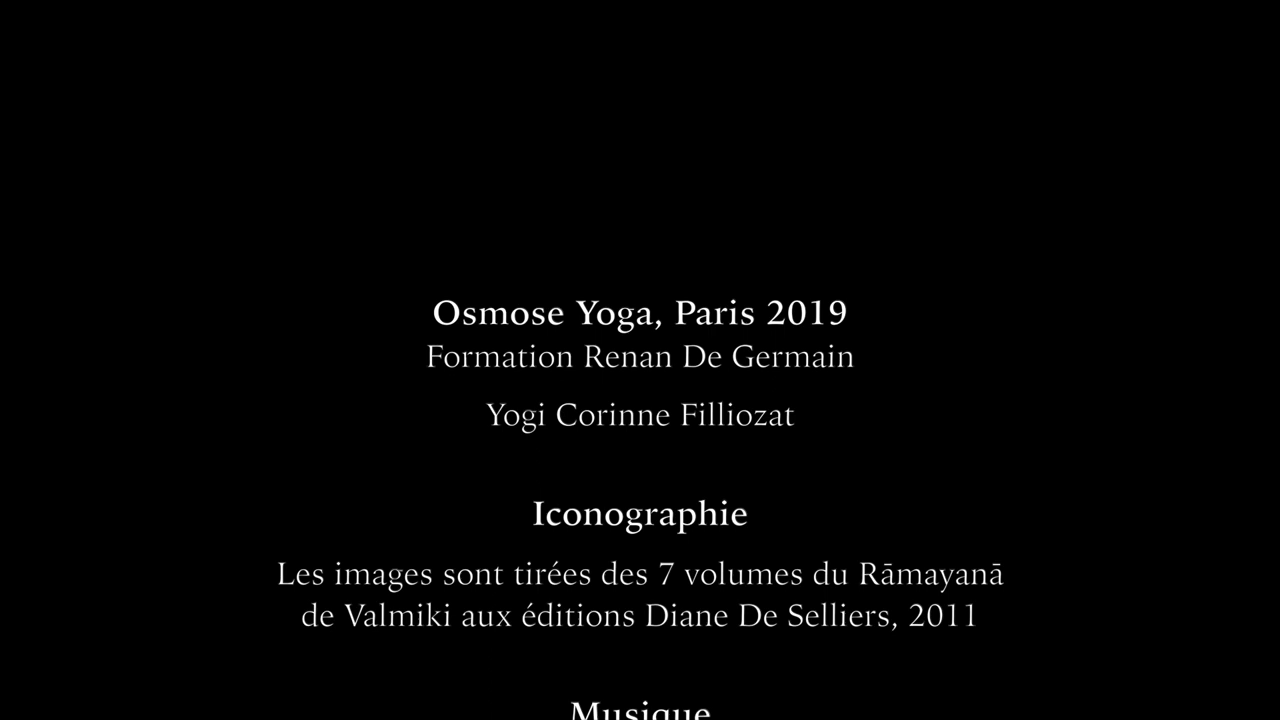 Osmose Yoga, Paris 2019
Formation Renan De Germain
Yogi Corinne Filliozat
Iconographie
Les images sont tirées des 7 volumes du Rāmayanā
de Valmiki aux éditions Diane De Selliers, 2011
Musique